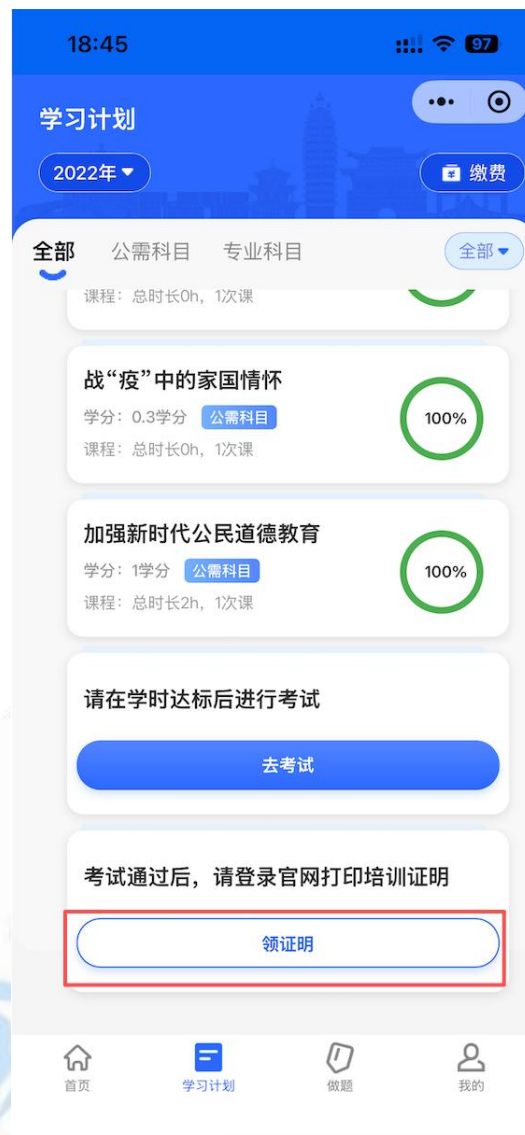 18:45
97
学习计划
2022年
缴费
全部
公需科目
专业科目
全部
课程：总时长0h，1次课
战“疫”中的家国情怀
学分：0.3学分 公需科目
100%
课程：总时长0h，1次课
加强新时代公民道德教育
学分：1学分 公需科目
100%
课程：总时长2h，1次课
请在学时达标后进行考试
去考试
考试通过后，请登录官网打印培训证明
领证明
首页
学习计划
做题
我的